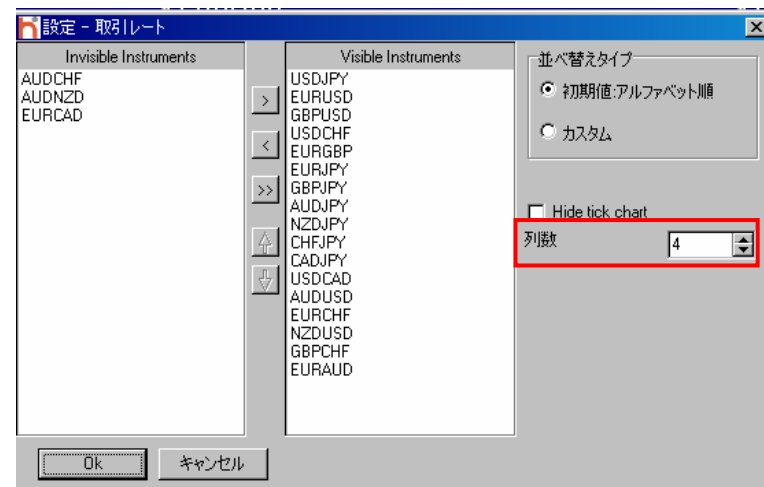 設定 - 取引レート
Invisible Instruments
AUDCHF
AUDNZD
EURCAD
>
<
>>
Visible Instruments
USDJPY
EURUSD
GBPUSD
USDCHF
EURGBP
EURJPY
GBPJPY
AUDJPY
NZDJPY
CHFJPY
CADJPY
USDCAD
AUDUSD
EURCHF
NZDUSD
GBPCHF
EURAUD
並べ替えタイプ
初期値:アルファベット順
カスタム
Hide tick chart
列数 4
Ok キャンセル